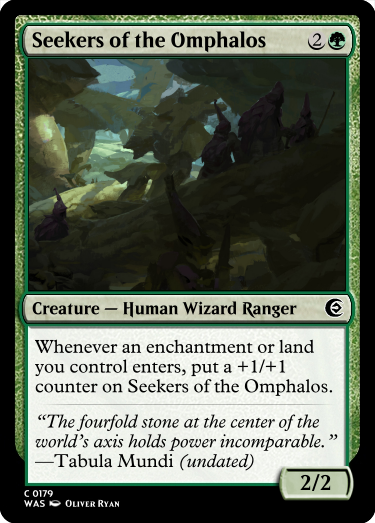 Seekers of the Omphalos 2
Creature — Human Wizard Ranger
Whenever an enchantment or land
you control enters, put a +1/+1
counter on Seekers of the Omphalos.
“The fourfold stone at the center of the
world’s axis holds power incomparable.”
—Tabula Mundi (undated)
2/2
C 0179
WAS Oliver Ryan